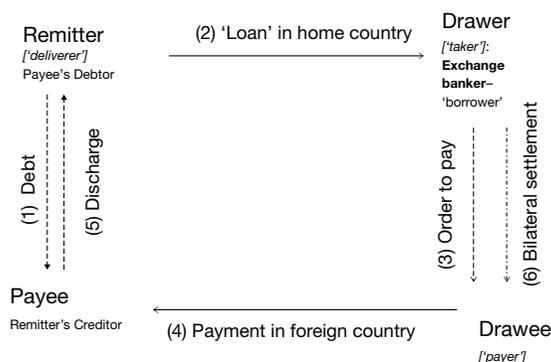 Remitter
['deliverer']
Payee's Debtor
(2) 'Loan' in home country
Drawer
['taker']:
Exchange
banker–
'borrower'
(1) Debt
(5) Discharge
(3) Order to pay
(6) Bilateral settlement
Payee
Remitter's Creditor
(4) Payment in foreign country
Drawee
['payer']